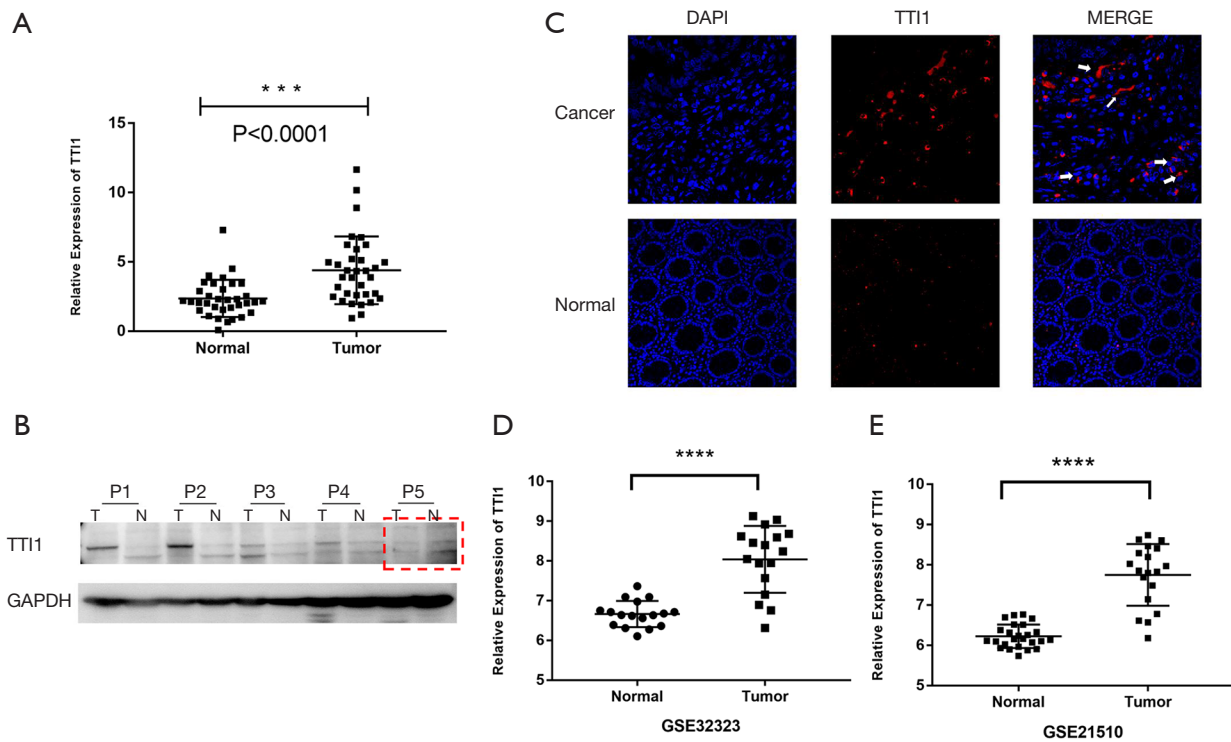 A
* * *
P<0.0001
Relative Expression of TTI1
15
10
5
0
Normal Tumor
C
DAPI TTI1 MERGE
Cancer
Normal
B
P1 P2 P3 P4 P5
T N T N T N T N T N
TTI1
GAPDH
D
****
Relative Expression of TTI1
10
9
8
7
6
5
Normal Tumor
GSE32323
E
****
Relative Expression of TTI1
10
9
8
7
6
5
Normal Tumor
GSE21510